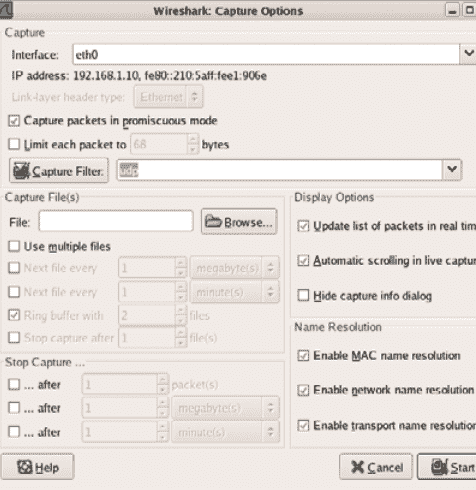 Wireshark: Capture Options
Capture
Interface: eth0
IP address: 192.168.1.10, fe80::210:5aff:fee1:906e
Link-layer header type: Ethernet
Capture packets in promiscuous mode
Limit each packet to 68 bytes
Capture Filter:
Capture File(s)
File: Browse...
Use multiple files
Next file every 1 megabyte(s)
Next file every 1 minute(s)
Ring buffer with 2 files
Stop capture after 1 file(s)
Stop Capture ...
... after 1 packet(s)
... after 1 megabyte(s)
... after 1 minute(s)
Display Options
Update list of packets in real tim
Automatic scrolling in live captur
Hide capture info dialog
Name Resolution
Enable MAC name resolution
Enable network name resolution
Enable transport name resolution
Help
Cancel
Start